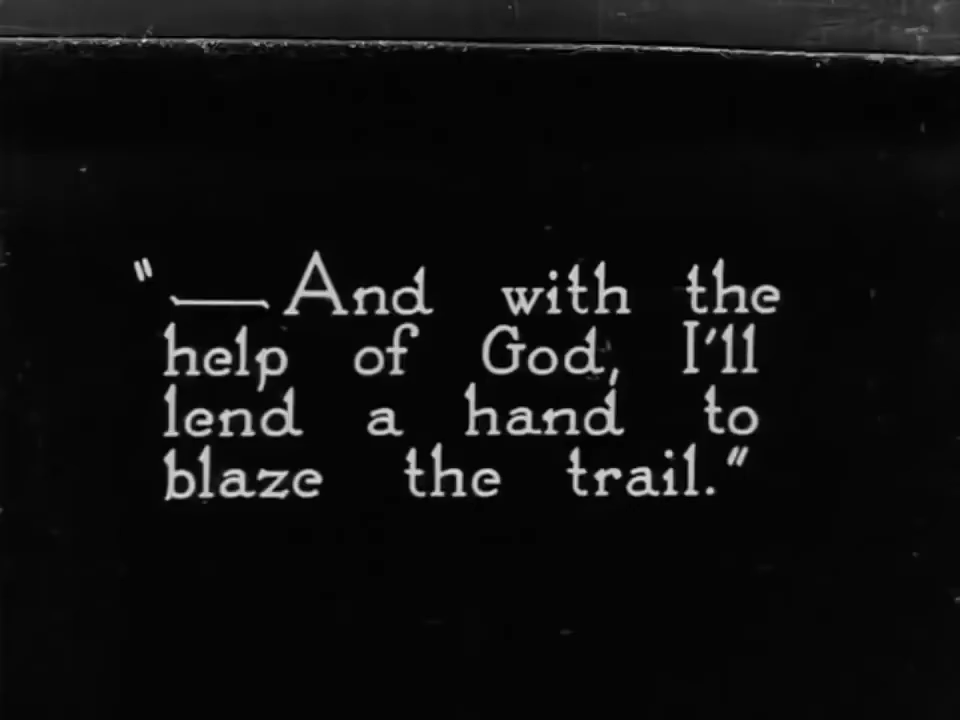 "—And with the
help of God, I'll
lend a hand to
blaze the trail."